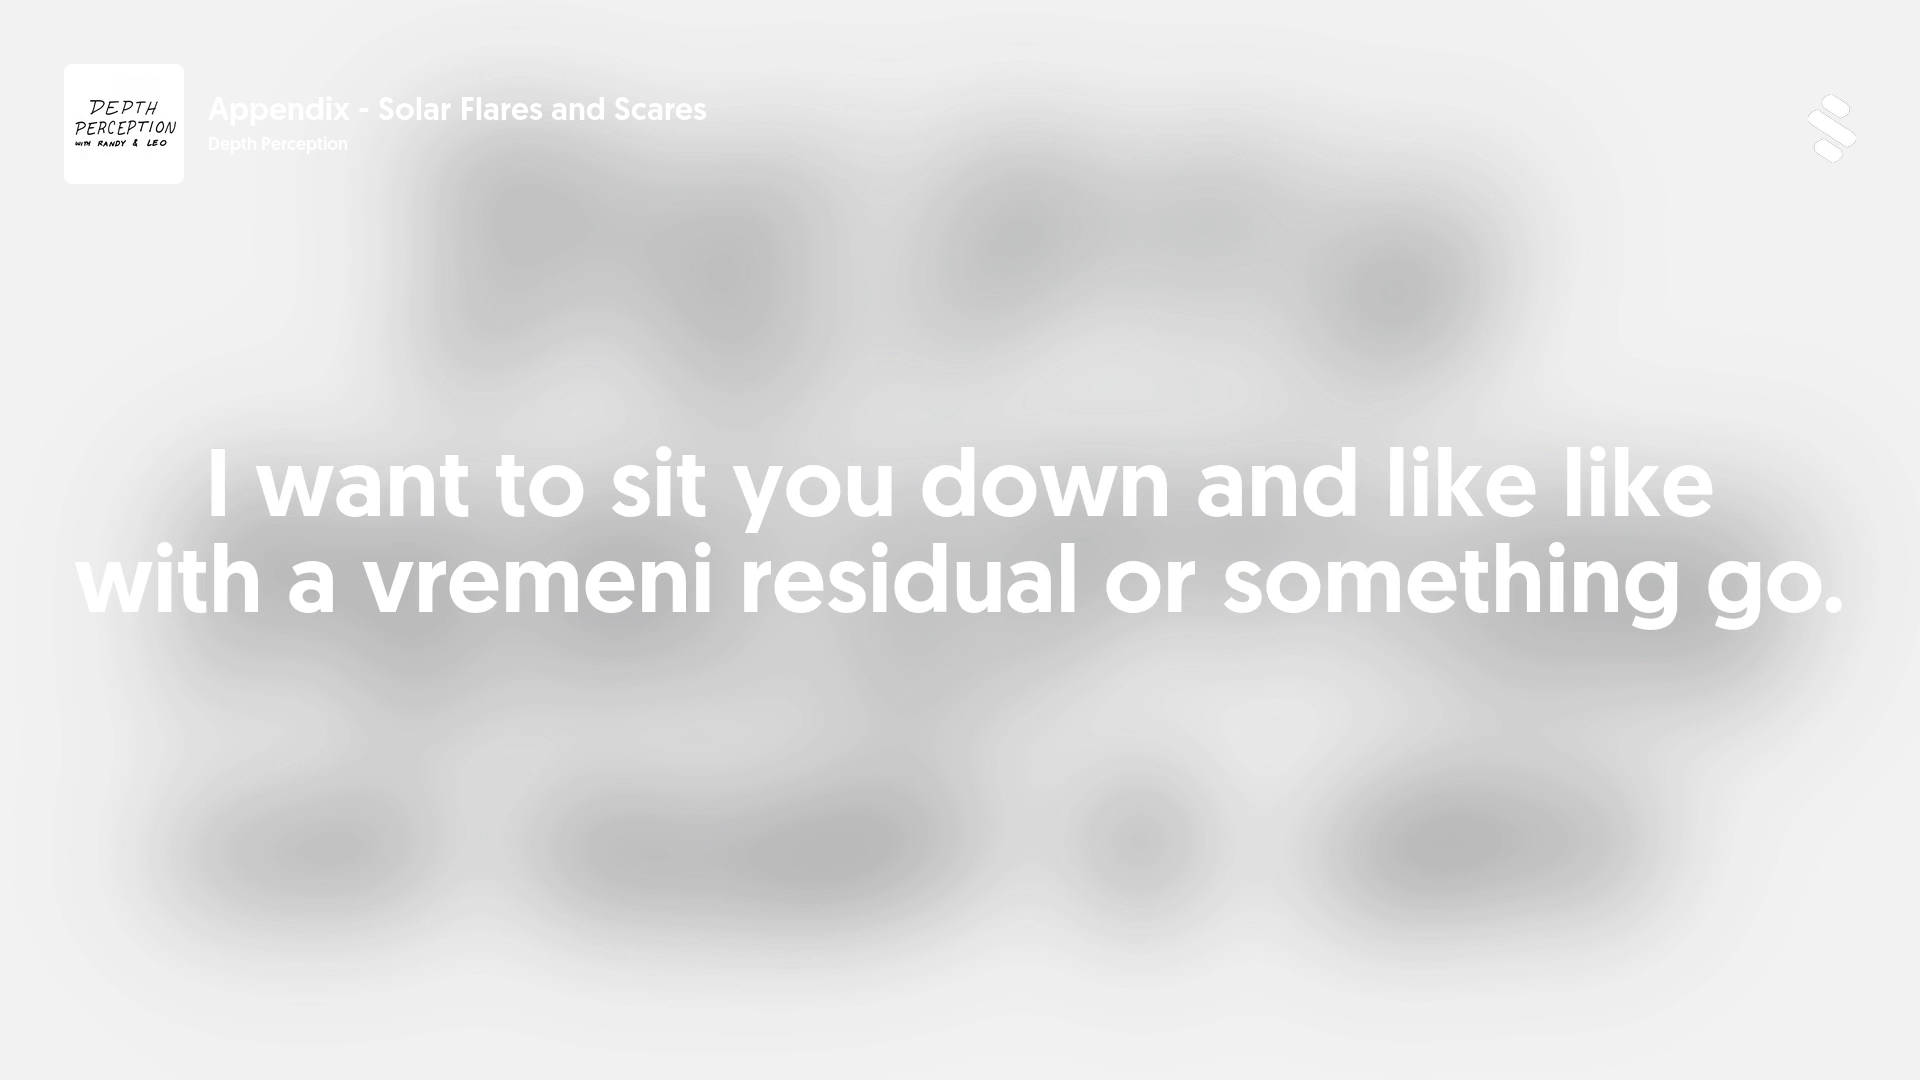 DEPTH
PERCEPTION
WITH RANDY & LEO
Appendix - Solar Flares and Scares
Depth Perception
I want to sit you down and like like
with a vremeni residual or something go.